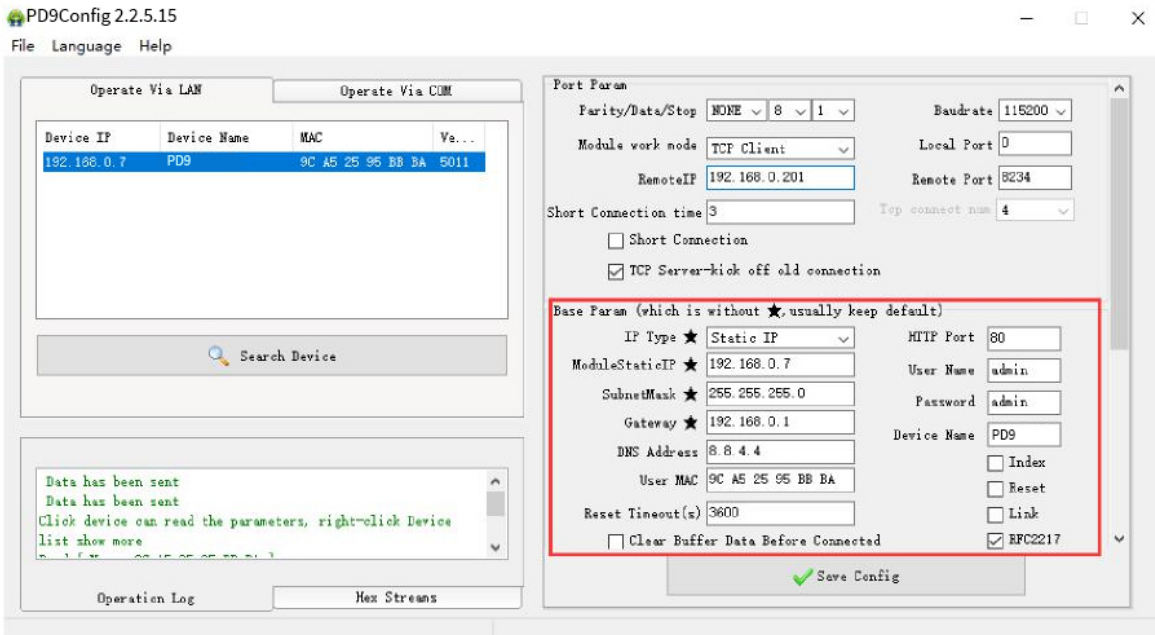 PD9Config 2.2.5.15
File Language Help
Operate Via LAN
Operate Via COM
Device IP Device Name MAC Ve...
192.168.0.7 PD9 9C A5 25 95 BB BA 5011
Search Device
Data has been sent
Data has been sent
Click device can read the parameters, right-click Device
list show more
Operation Log
Hex Streams
Port Param
Parity/Data/Stop NONE 8 1
Baudrate 115200
Module work mode TCP Client
Local Port 0
RemoteIP 192.168.0.201
Remote Port 8234
Short Connection time 3
Tcp connect num 4
Short Connection
TCP Server-kick off old connection
Base Param (which is without ★, usually keep default)
IP Type ★ Static IP
HTTP Port 80
ModuleStaticIP ★ 192.168.0.7
User Name admin
SubnetMask ★ 255.255.255.0
Password admin
Gateway ★ 192.168.0.1
Device Name PD9
DNS Address 8.8.4.4
Index
User MAC 9C A5 25 95 BB BA
Reset
Reset Timeout(s) 3600
Link
Clear Buffer Data Before Connected
RFC2217
Save Config